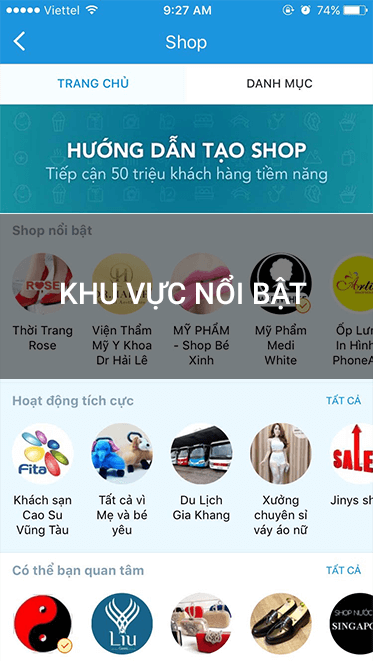 Viettel
9:27 AM
74%
Shop
TRANG CHỦ
DANH MỤC
HƯỚNG DẪN TẠO SHOP
Tiếp cận 50 triệu khách hàng tiềm năng
Shop nổi bật
ROSE
KHU VỰC NỔI BẬT
Thời Trang
Rose
Viện Thẩm
Mỹ Y Khoa
Dr Hải Lê
MỸ PHẨM
- Shop Bé
Xinh
Mỹ Phẩm
Medi
White
Ốp Lư
In Hình
PhoneA
Hoạt động tích cực
TẤT CẢ
Fita
SALE
Khách sạn
Cao Su
Vũng Tàu
Tất cả vì
Mẹ và bé
yêu
Du Lịch
Gia Khang
Xưởng
chuyên sỉ
váy áo nữ
Jinys sh
Có thể bạn quan tâm
TẤT CẢ
Liu
SHOP NƯỚC
SINGAPO